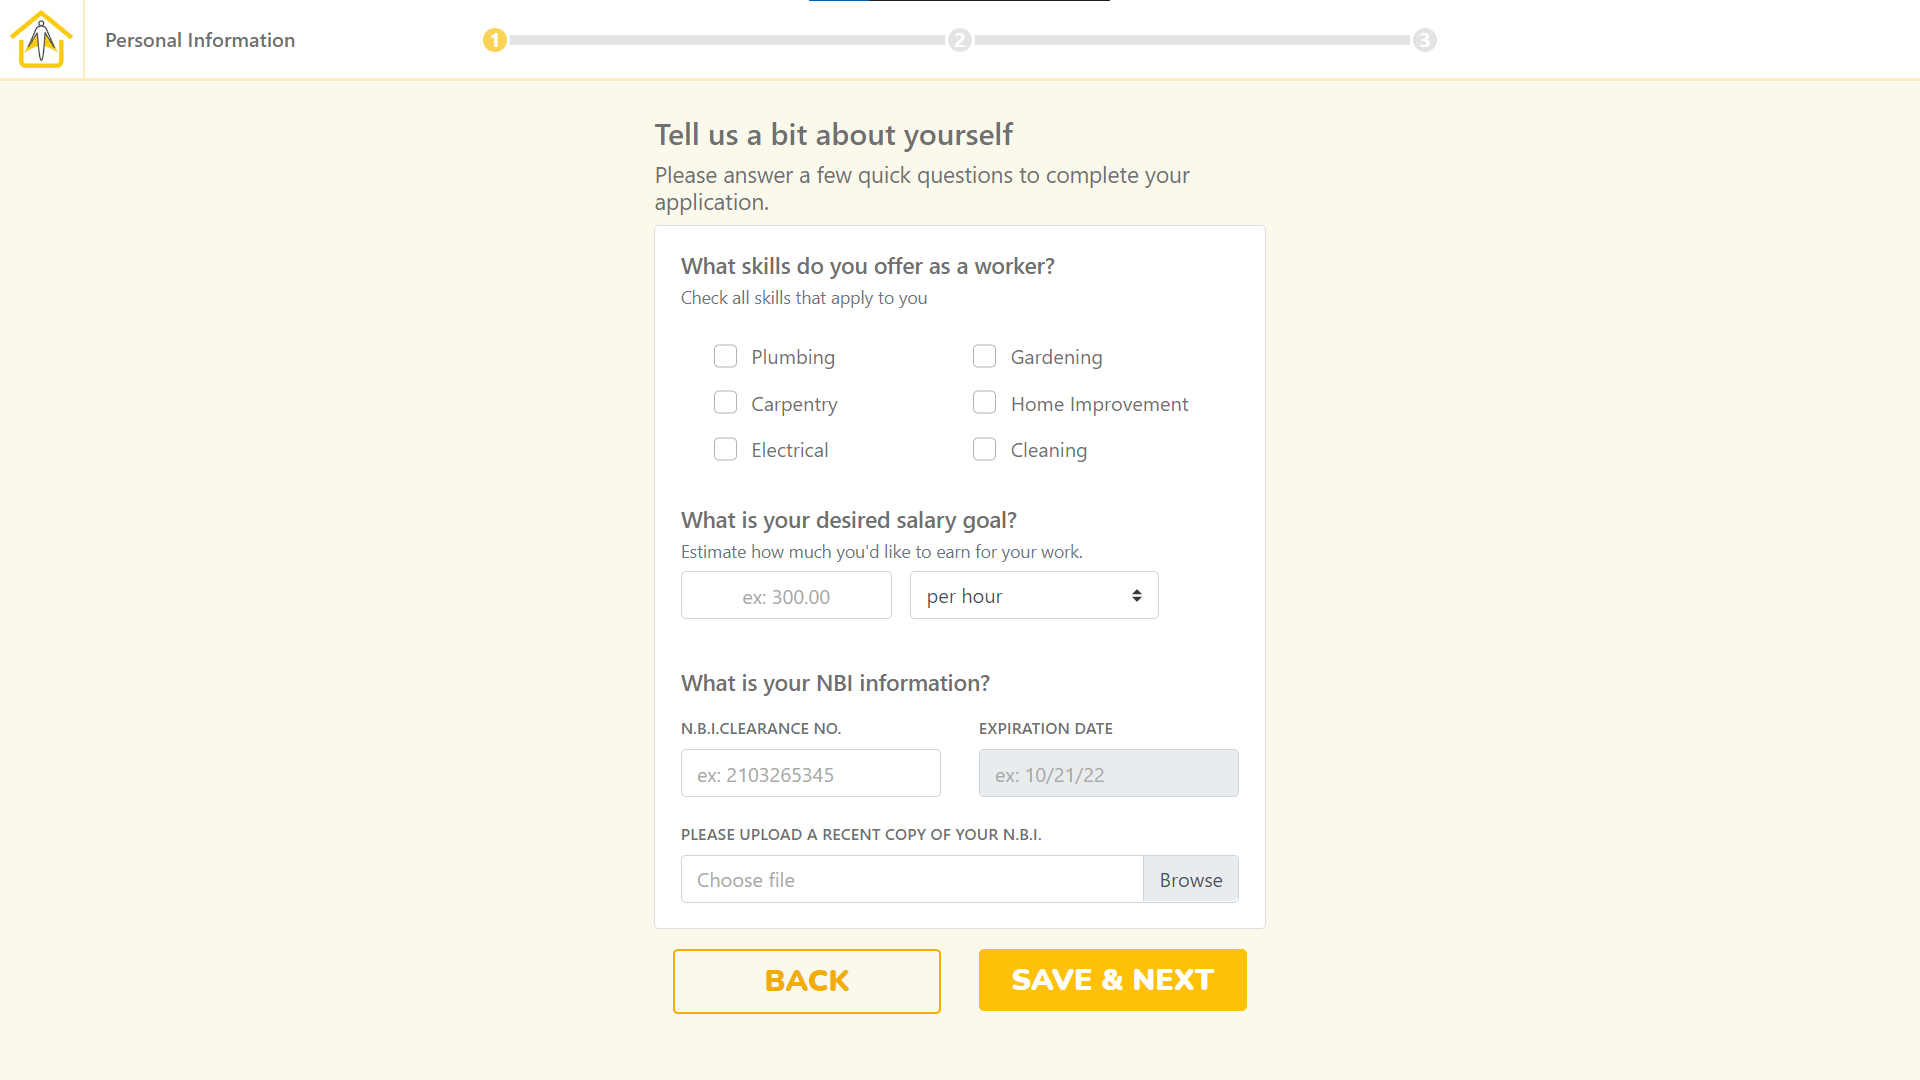 Personal Information
1
2
3
Tell us a bit about yourself
Please answer a few quick questions to complete your
application.
What skills do you offer as a worker?
Check all skills that apply to you
Plumbing
Gardening
Carpentry
Home Improvement
Electrical
Cleaning
What is your desired salary goal?
Estimate how much you'd like to earn for your work.
ex: 300.00
per hour
What is your NBI information?
N.B.I.CLEARANCE NO.
EXPIRATION DATE
ex: 2103265345
ex: 10/21/22
PLEASE UPLOAD A RECENT COPY OF YOUR N.B.I.
Choose file
Browse
BACK
SAVE & NEXT